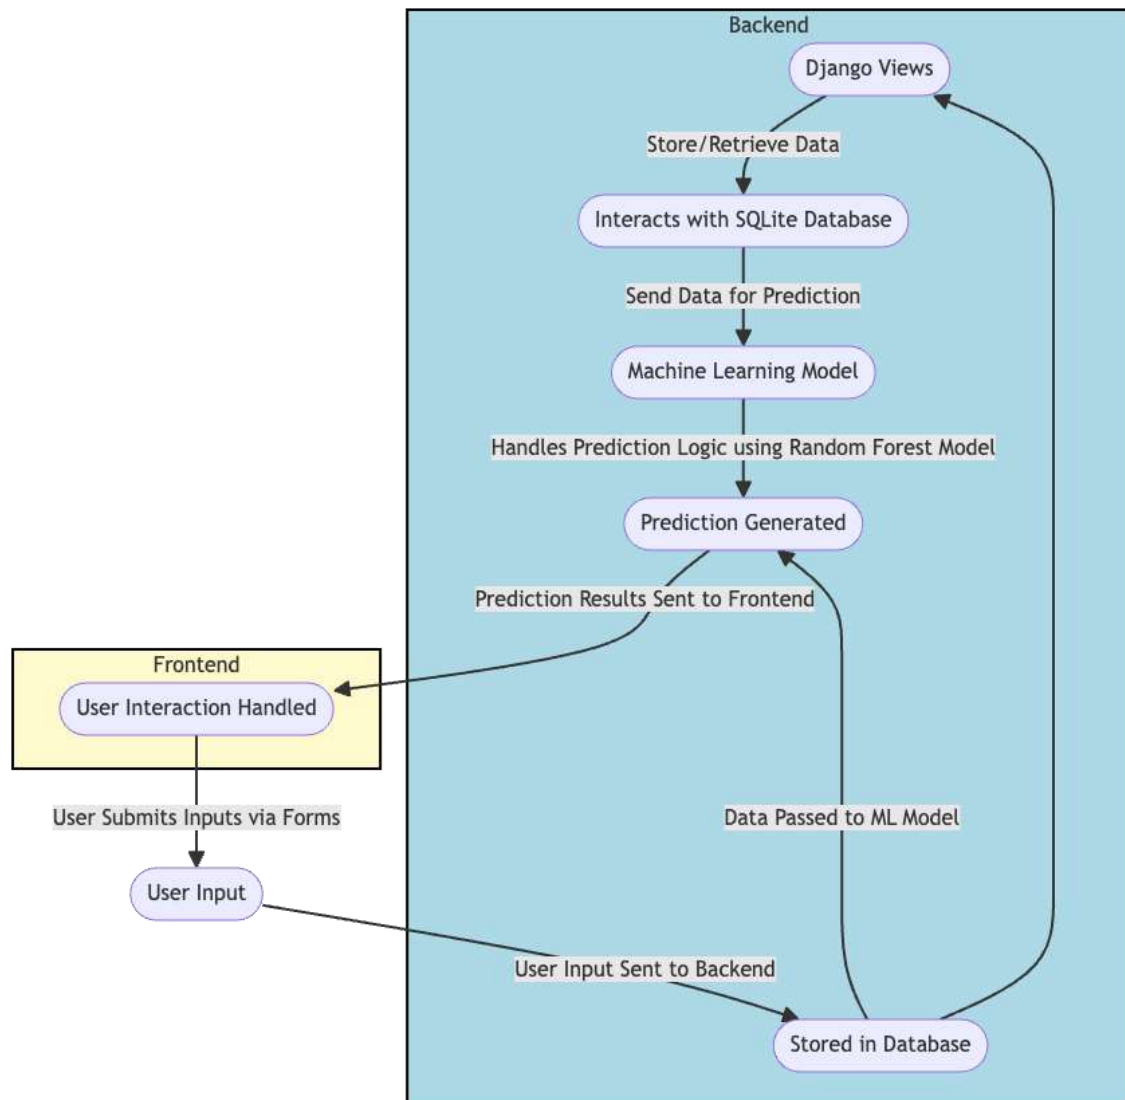 Backend
Django Views
Store/Retrieve Data
Interacts with SQLite Database
Send Data for Prediction
Machine Learning Model
Handles Prediction Logic using Random Forest Model
Prediction Generated
Prediction Results Sent to Frontend
Frontend
User Interaction Handled
User Submits Inputs via Forms
Data Passed to ML Model
User Input
User Input Sent to Backend
Stored in Database